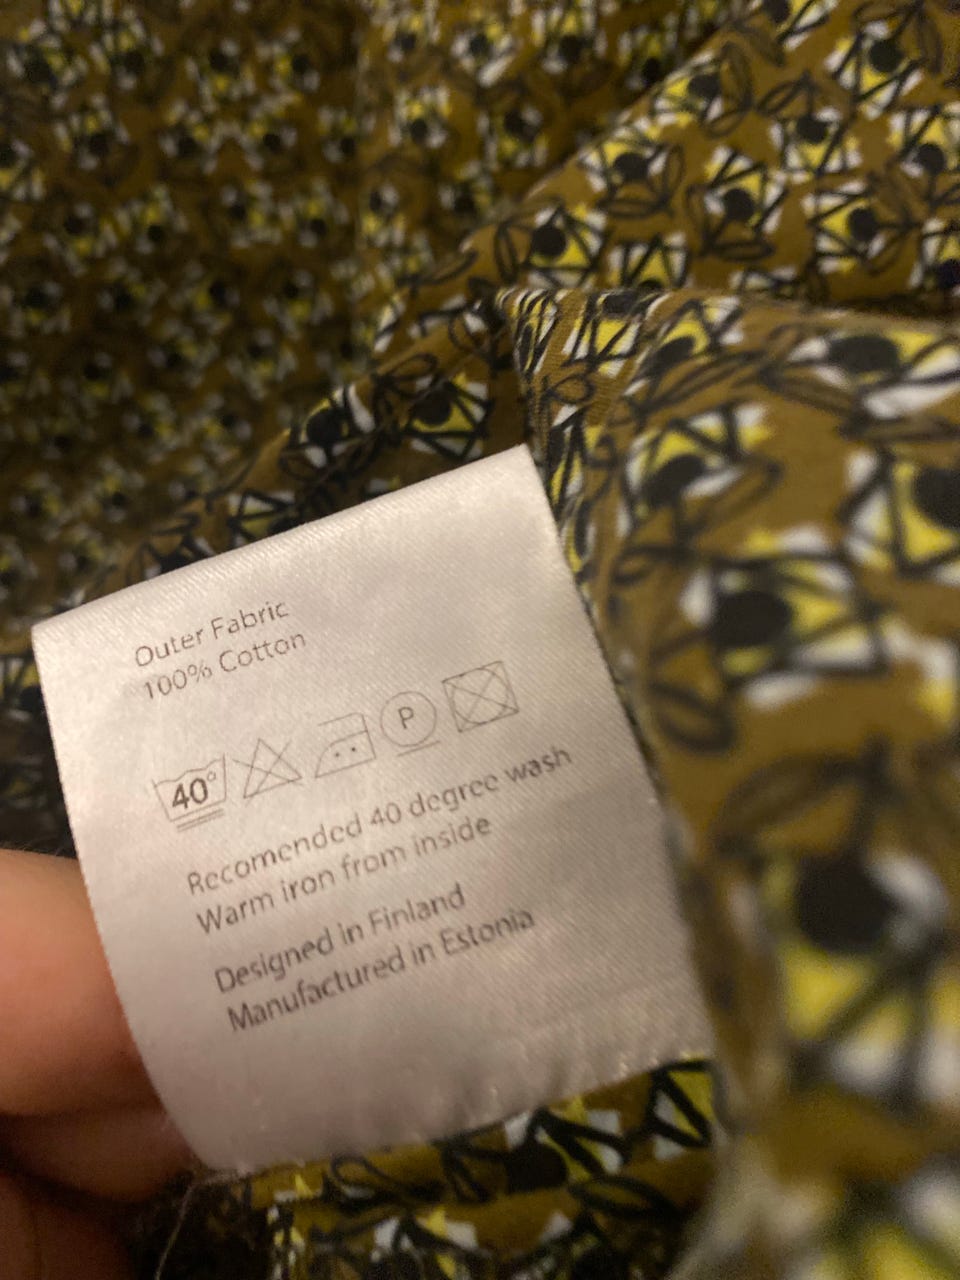 Outer Fabric
100% Cotton
40° P
Recomended 40 degree wash
Warm iron from inside
Designed in Finland
Manufactured in Estonia